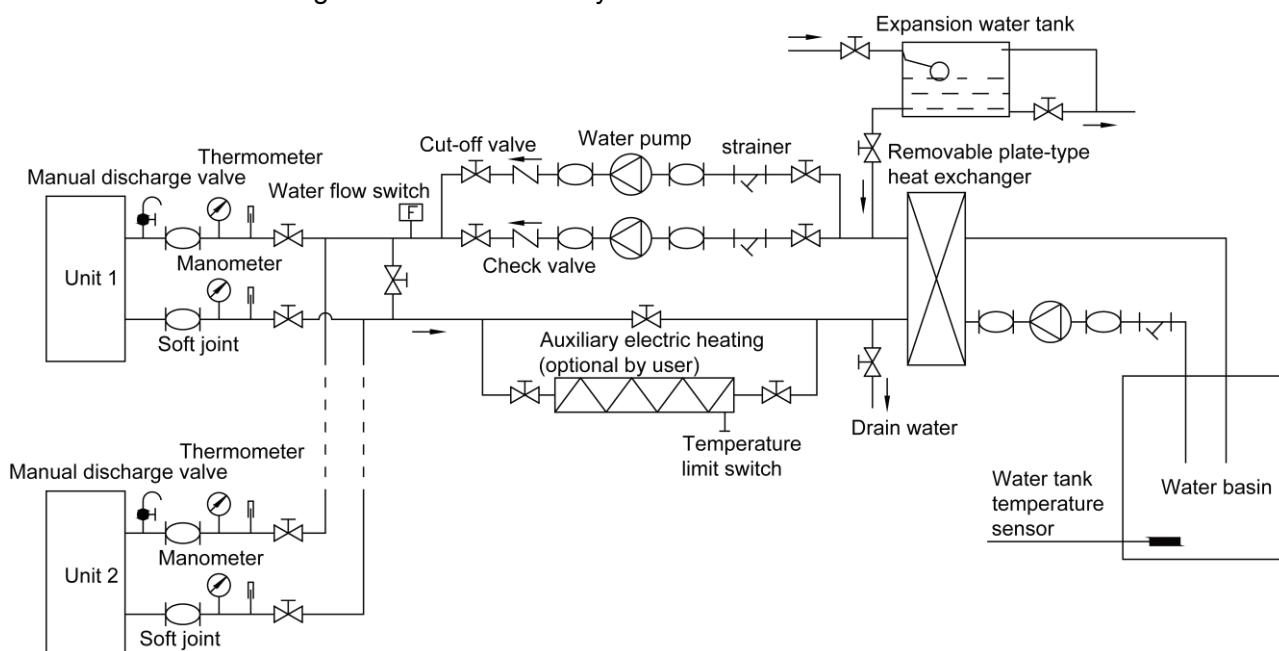 Expansion water tank
Cut-off valve
Water pump
strainer
Removable plate-type
heat exchanger
Thermometer
Manual discharge valve
Water flow switch
F
Manometer
Check valve
Unit 1
Soft joint
Auxiliary electric heating
(optional by user)
Drain water
Temperature
limit switch
Thermometer
Manual discharge valve
Water tank
temperature
sensor
Water basin
Manometer
Unit 2
Soft joint